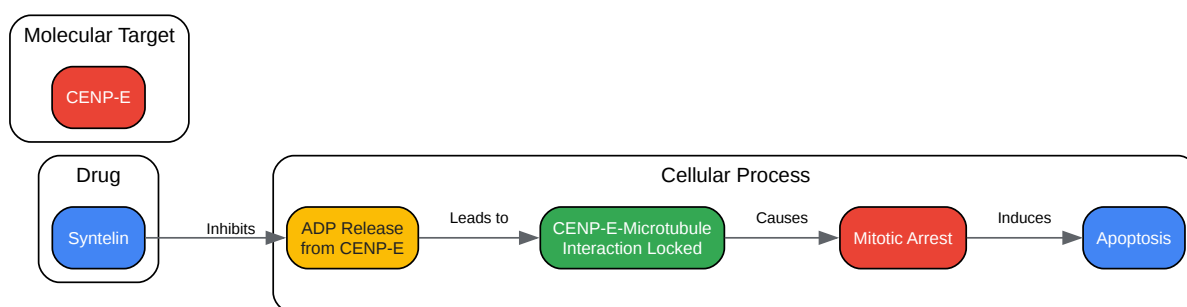 Molecular Target
CENP-E
Drug
Cellular Process
Syntelin
Inhibits
ADP Release
from CENP-E
Leads to
CENP-E-Microtubule
Interaction Locked
Causes
Mitotic Arrest
Induces
Apoptosis